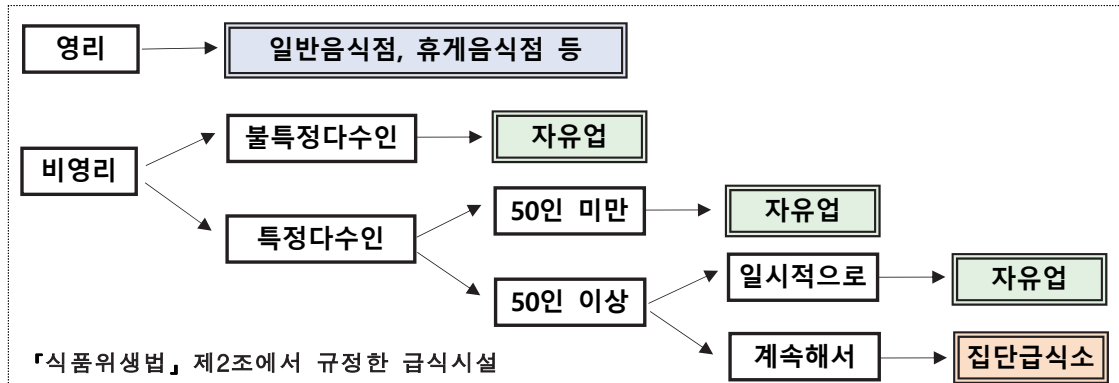 영리
일반음식점, 휴게음식점 등
비영리
불특정다수인
자유업
특정다수인
50인 미만
자유업
50인 이상
일시적으로
자유업
계속해서
집단급식소
『식품위생법』 제2조에서 규정한 급식시설